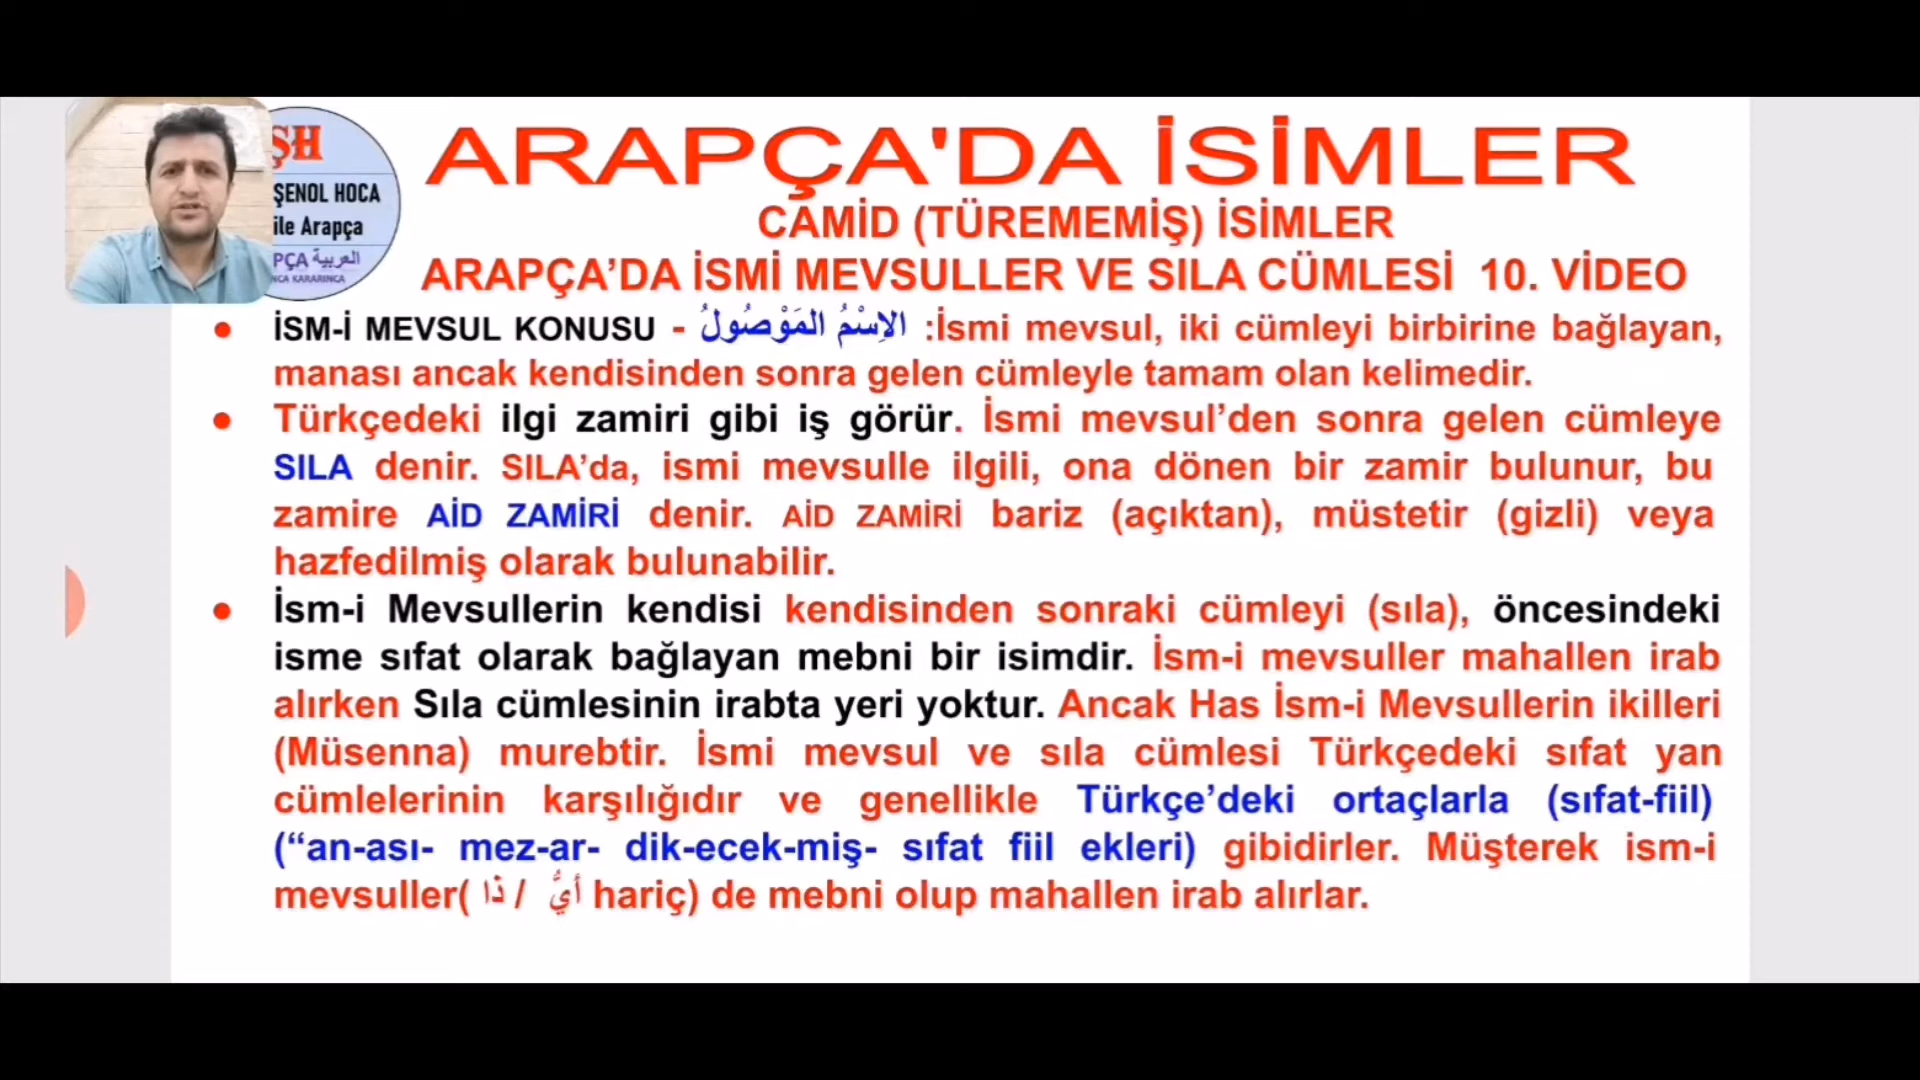 ŞH
ŞENOL HOCA
ile Arapça
PÇA العربية
NCA KARARINCA
ARAPÇA'DA İSİMLER
CAMİD (TÜREMEMİŞ) İSİMLER
ARAPÇA’DA İSMİ MEVSULLER VE SILA CÜMLESİ 10. VİDEO
● İSM-İ MEVSUL KONUSU - الاِسْمُ المَوْصُولُ :İsmi mevsul, iki cümleyi birbirine bağlayan,
manası ancak kendisinden sonra gelen cümleyle tamam olan kelimedir.
● Türkçedeki ilgi zamiri gibi iş görür. İsmi mevsul’den sonra gelen cümleye
SILA denir. SILA’da, ismi mevsulle ilgili, ona dönen bir zamir bulunur, bu
zamire AİD ZAMİRİ denir. AİD ZAMİRİ bariz (açıktan), müstetir (gizli) veya
hazfedilmiş olarak bulunabilir.
● İsm-i Mevsullerin kendisi kendisinden sonraki cümleyi (sıla), öncesindeki
isme sıfat olarak bağlayan mebni bir isimdir. İsm-i mevsuller mahallen irab
alırken Sıla cümlesinin irabta yeri yoktur. Ancak Has İsm-i Mevsullerin ikilleri
(Müsenna) murebtir. İsmi mevsul ve sıla cümlesi Türkçedeki sıfat yan
cümlelerinin karşılığıdır ve genellikle Türkçe’deki ortaçlarla (sıfat-fiil)
(“an-ası- mez-ar- dik-ecek-miş- sıfat fiil ekleri) gibidirler. Müşterek ism-i
mevsuller( ذَا / أيُّ hariç) de mebni olup mahallen irab alırlar.